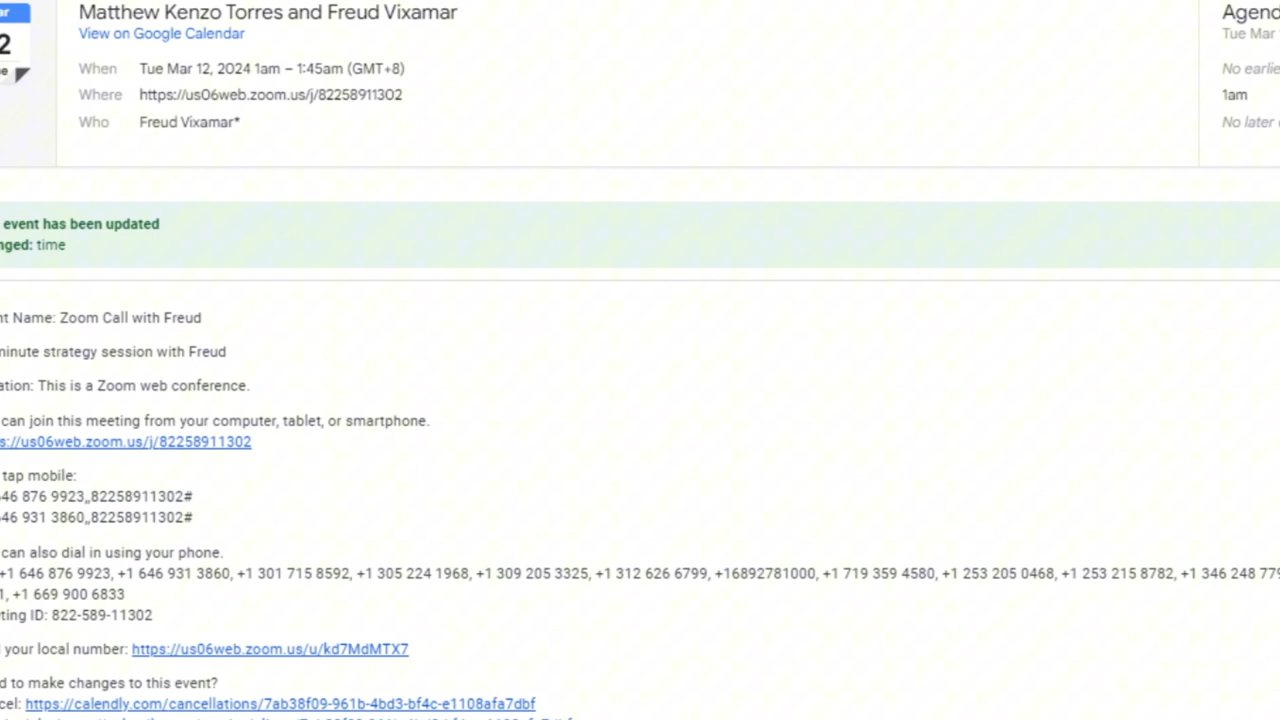 ar
Matthew Kenzo Torres and Freud Vixamar
Agend
View on Google Calendar
Tue Mar
2
e
When Tue Mar 12, 2024 1am – 1:45am (GMT+8)
No earlie
Where https://us06web.zoom.us/j/82258911302
1am
Who Freud Vixamar*
No later
event has been updated
nged: time
nt Name: Zoom Call with Freud
minute strategy session with Freud
ation: This is a Zoom web conference.
can join this meeting from your computer, tablet, or smartphone.
s://us06web.zoom.us/j/82258911302
tap mobile:
646 876 9923,,82258911302#
646 931 3860,,82258911302#
can also dial in using your phone.
+1 646 876 9923, +1 646 931 3860, +1 301 715 8592, +1 305 224 1968, +1 309 205 3325, +1 312 626 6799, +16892781000, +1 719 359 4580, +1 253 205 0468, +1 253 215 8782, +1 346 248 779
1, +1 669 900 6833
ting ID: 822-589-11302
your local number: https://us06web.zoom.us/u/kd7MdMTX7
d to make changes to this event?
cel: https://calendly.com/cancellations/7ab38f09-961b-4bd3-bf4c-e1108afa7dbf